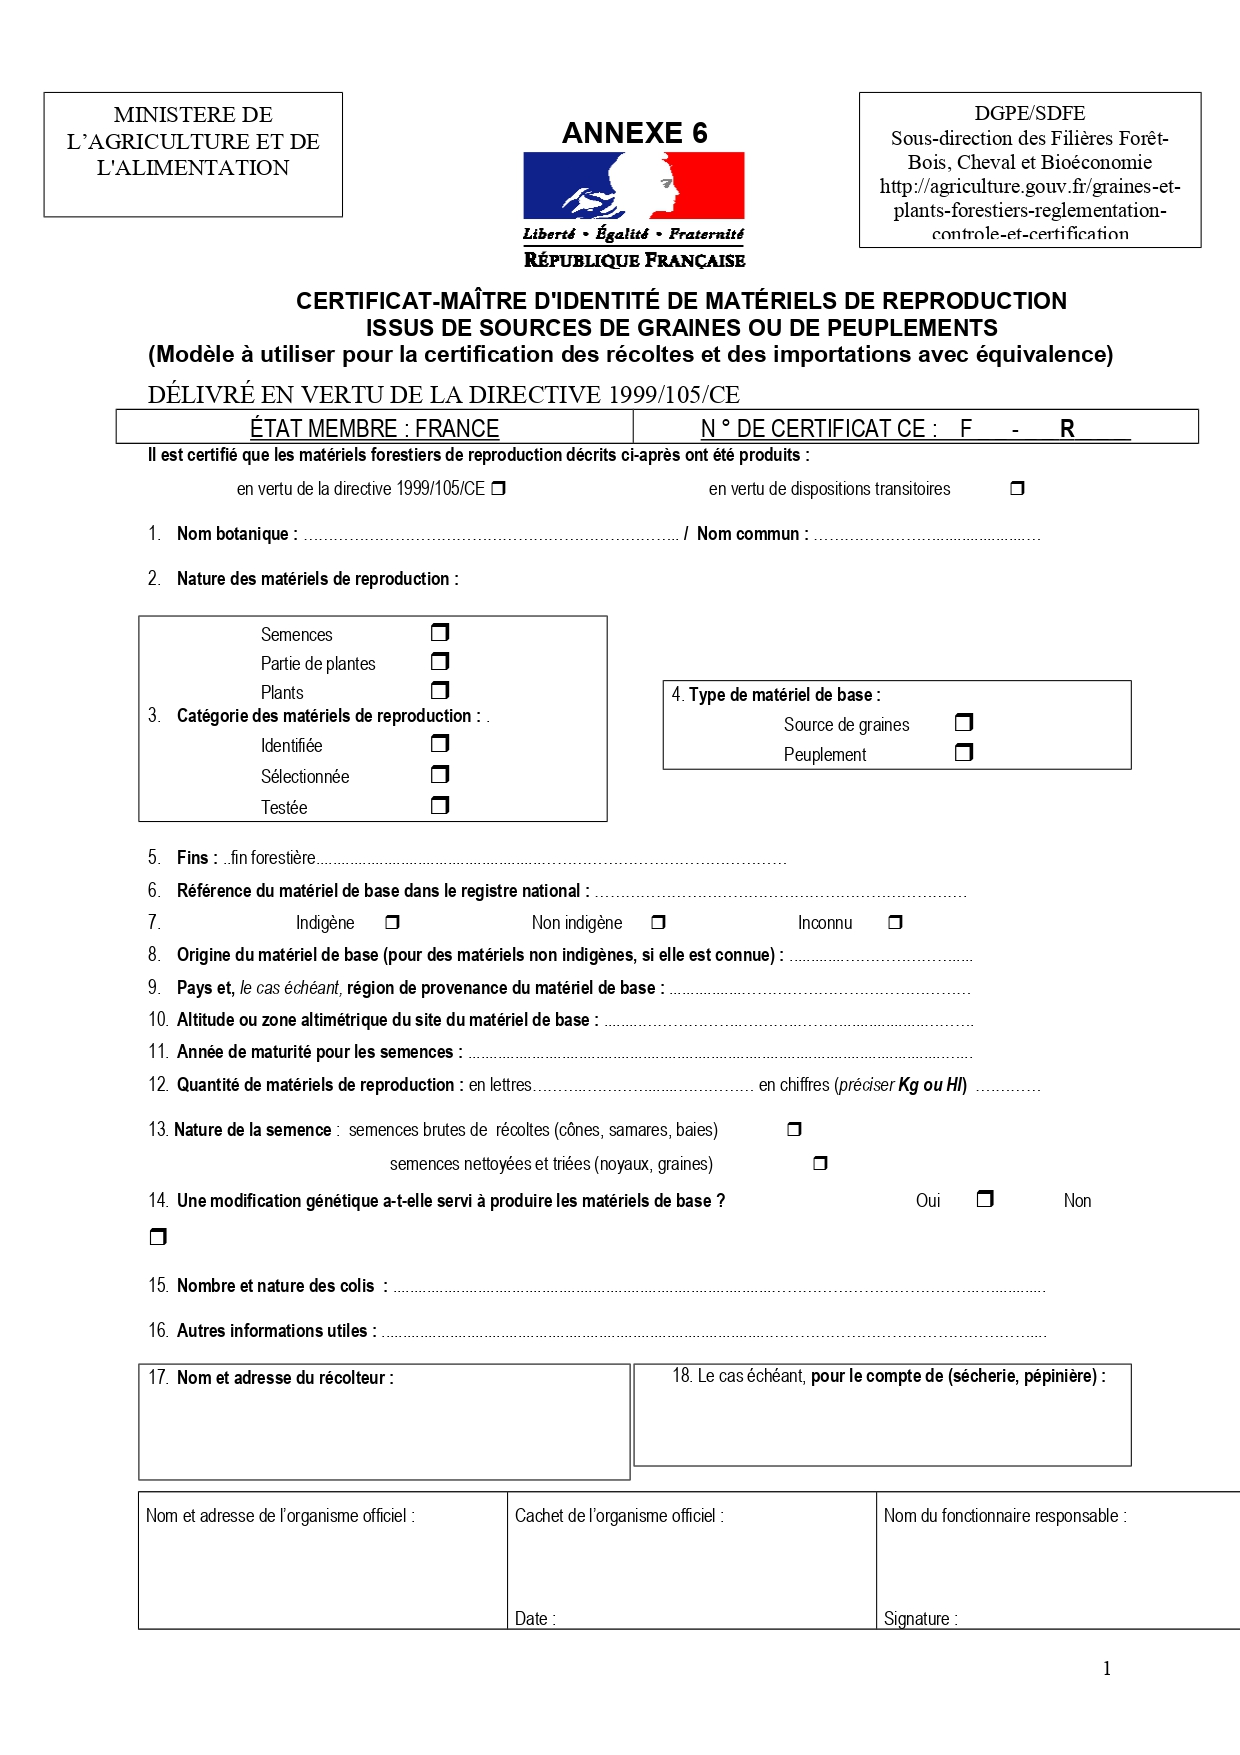 MINISTERE DE
L’AGRICULTURE ET DE
L'ALIMENTATION
ANNEXE 6
Liberté • Égalité • Fraternité
RÉPUBLIQUE FRANÇAISE
DGPE/SDFE
Sous-direction des Filières Forêt-
Bois, Cheval et Bioéconomie
http://agriculture.gouv.fr/graines-et-
plants-forestiers-reglementation-
controle-et-certification
CERTIFICAT-MAÎTRE D'IDENTITÉ DE MATÉRIELS DE REPRODUCTION
ISSUS DE SOURCES DE GRAINES OU DE PEUPLEMENTS
(Modèle à utiliser pour la certification des récoltes et des importations avec équivalence)
DÉLIVRÉ EN VERTU DE LA DIRECTIVE 1999/105/CE
ÉTAT MEMBRE : FRANCE N ° DE CERTIFICAT CE : F - R
Il est certifié que les matériels forestiers de reproduction décrits ci-après ont été produits :
en vertu de la directive 1999/105/CE ❒ en vertu de dispositions transitoires ❒
1. Nom botanique : ........................................ / Nom commun : ........................................
2. Nature des matériels de reproduction :
Semences ❒
Partie de plantes ❒
Plants ❒
3. Catégorie des matériels de reproduction : .
Identifiée ❒
Sélectionnée ❒
Testée ❒
4. Type de matériel de base :
Source de graines ❒
Peuplement ❒
5. Fins : ..fin forestière........................................
6. Référence du matériel de base dans le registre national : ........................................
7. Indigène ❒ Non indigène ❒ Inconnu ❒
8. Origine du matériel de base (pour des matériels non indigènes, si elle est connue) : ........................................
9. Pays et, le cas échéant, région de provenance du matériel de base : ........................................
10. Altitude ou zone altimétrique du site du matériel de base : ........................................
11. Année de maturité pour les semences : ........................................
12. Quantité de matériels de reproduction : en lettres.............................. en chiffres (préciser Kg ou Hl) .............
13. Nature de la semence : semences brutes de récoltes (cônes, samares, baies) ❒
semences nettoyées et triées (noyaux, graines) ❒
14. Une modification génétique a-t-elle servi à produire les matériels de base ? Oui ❒ Non
❒
15. Nombre et nature des colis : ........................................
16. Autres informations utiles : ........................................
17. Nom et adresse du récolteur :
18. Le cas échéant, pour le compte de (sécherie, pépinière) :
Nom et adresse de l’organisme officiel :
Cachet de l’organisme officiel :
Date :
Nom du fonctionnaire responsable :
Signature :
1